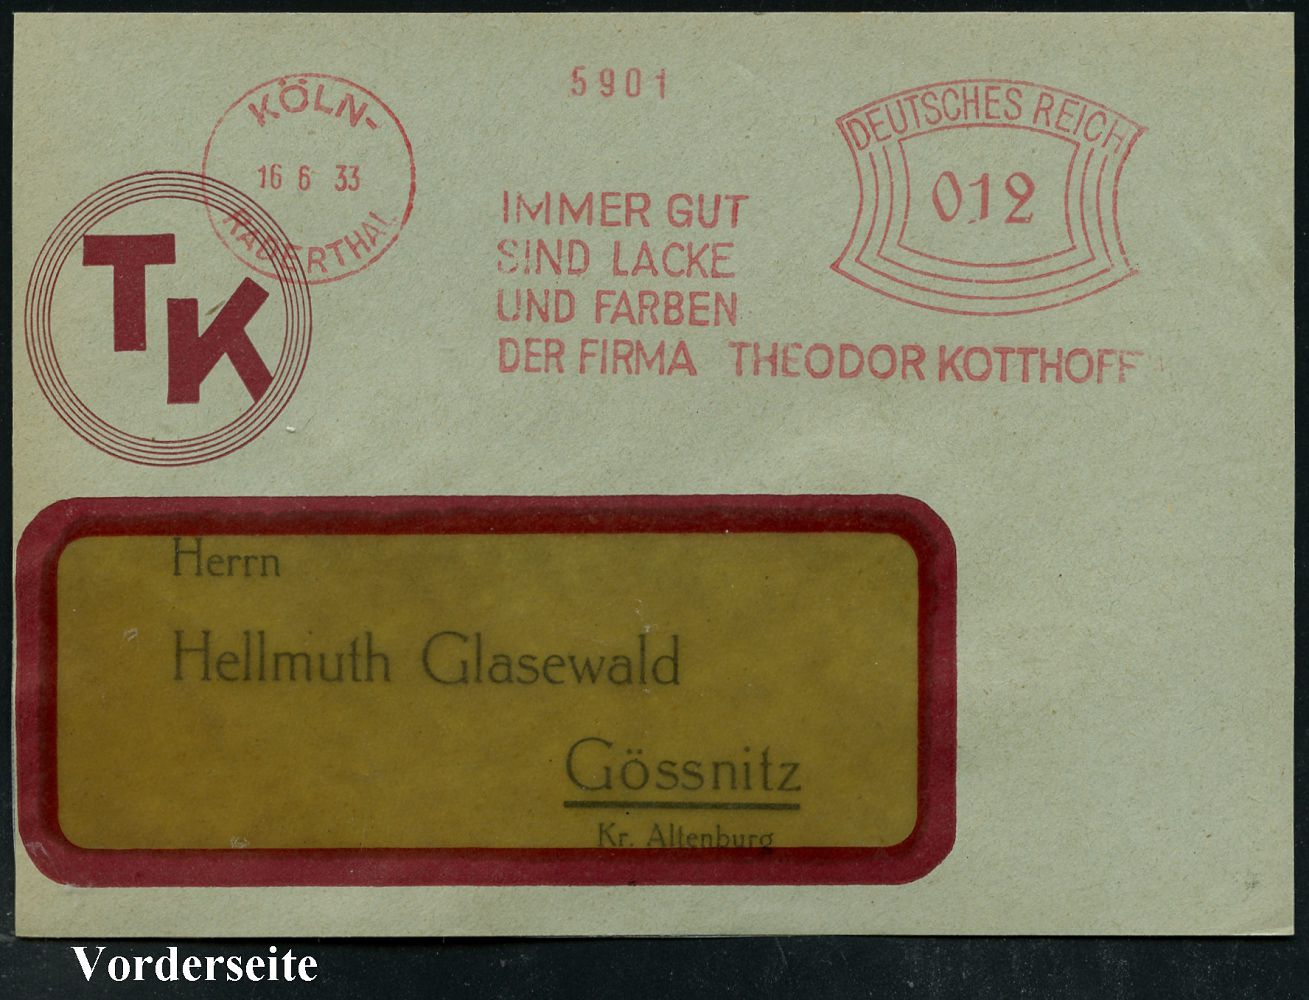 5901
KÖLN-
16 6 33
RADERTHAL
DEUTSCHES REICH
012
TK
IMMER GUT
SIND LACKE
UND FARBEN
DER FIRMA THEODOR KOTTHOFF
Herrn
Hellmuth Glasewald
Gössnitz
Kr. Altenburg
Vorderseite